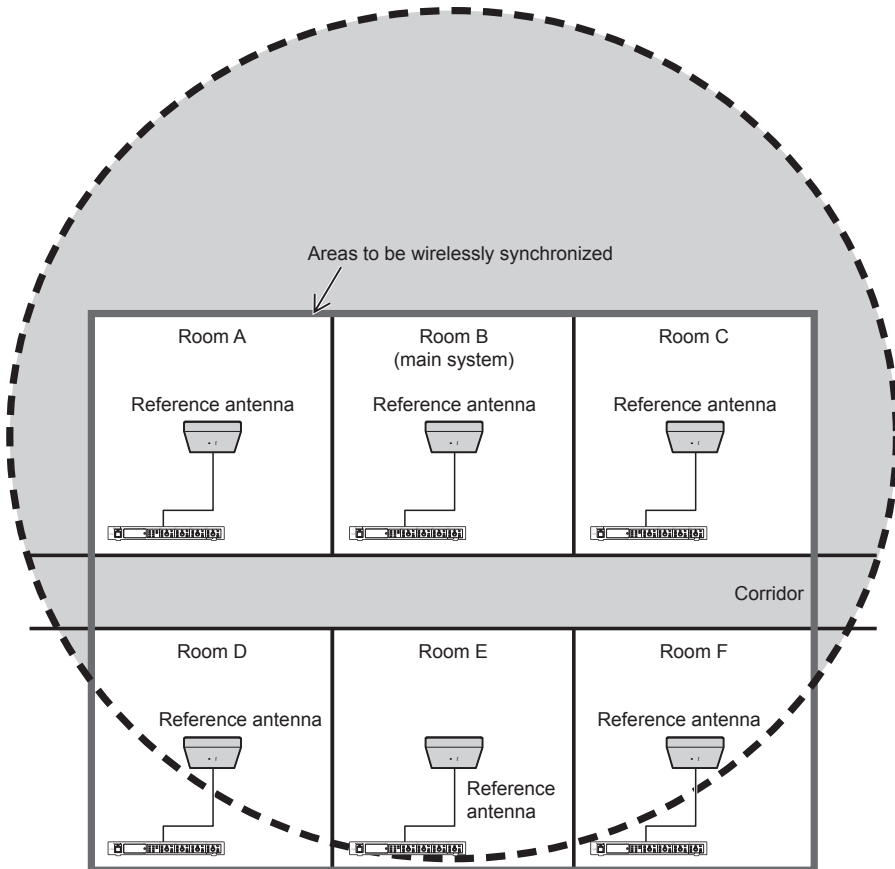 Areas to be wirelessly synchronized
Room A
Room B
(main system)
Room C
Reference antenna
Reference antenna
Reference antenna
Corridor
Room D
Room E
Room F
Reference antenna
Reference antenna
Reference
antenna